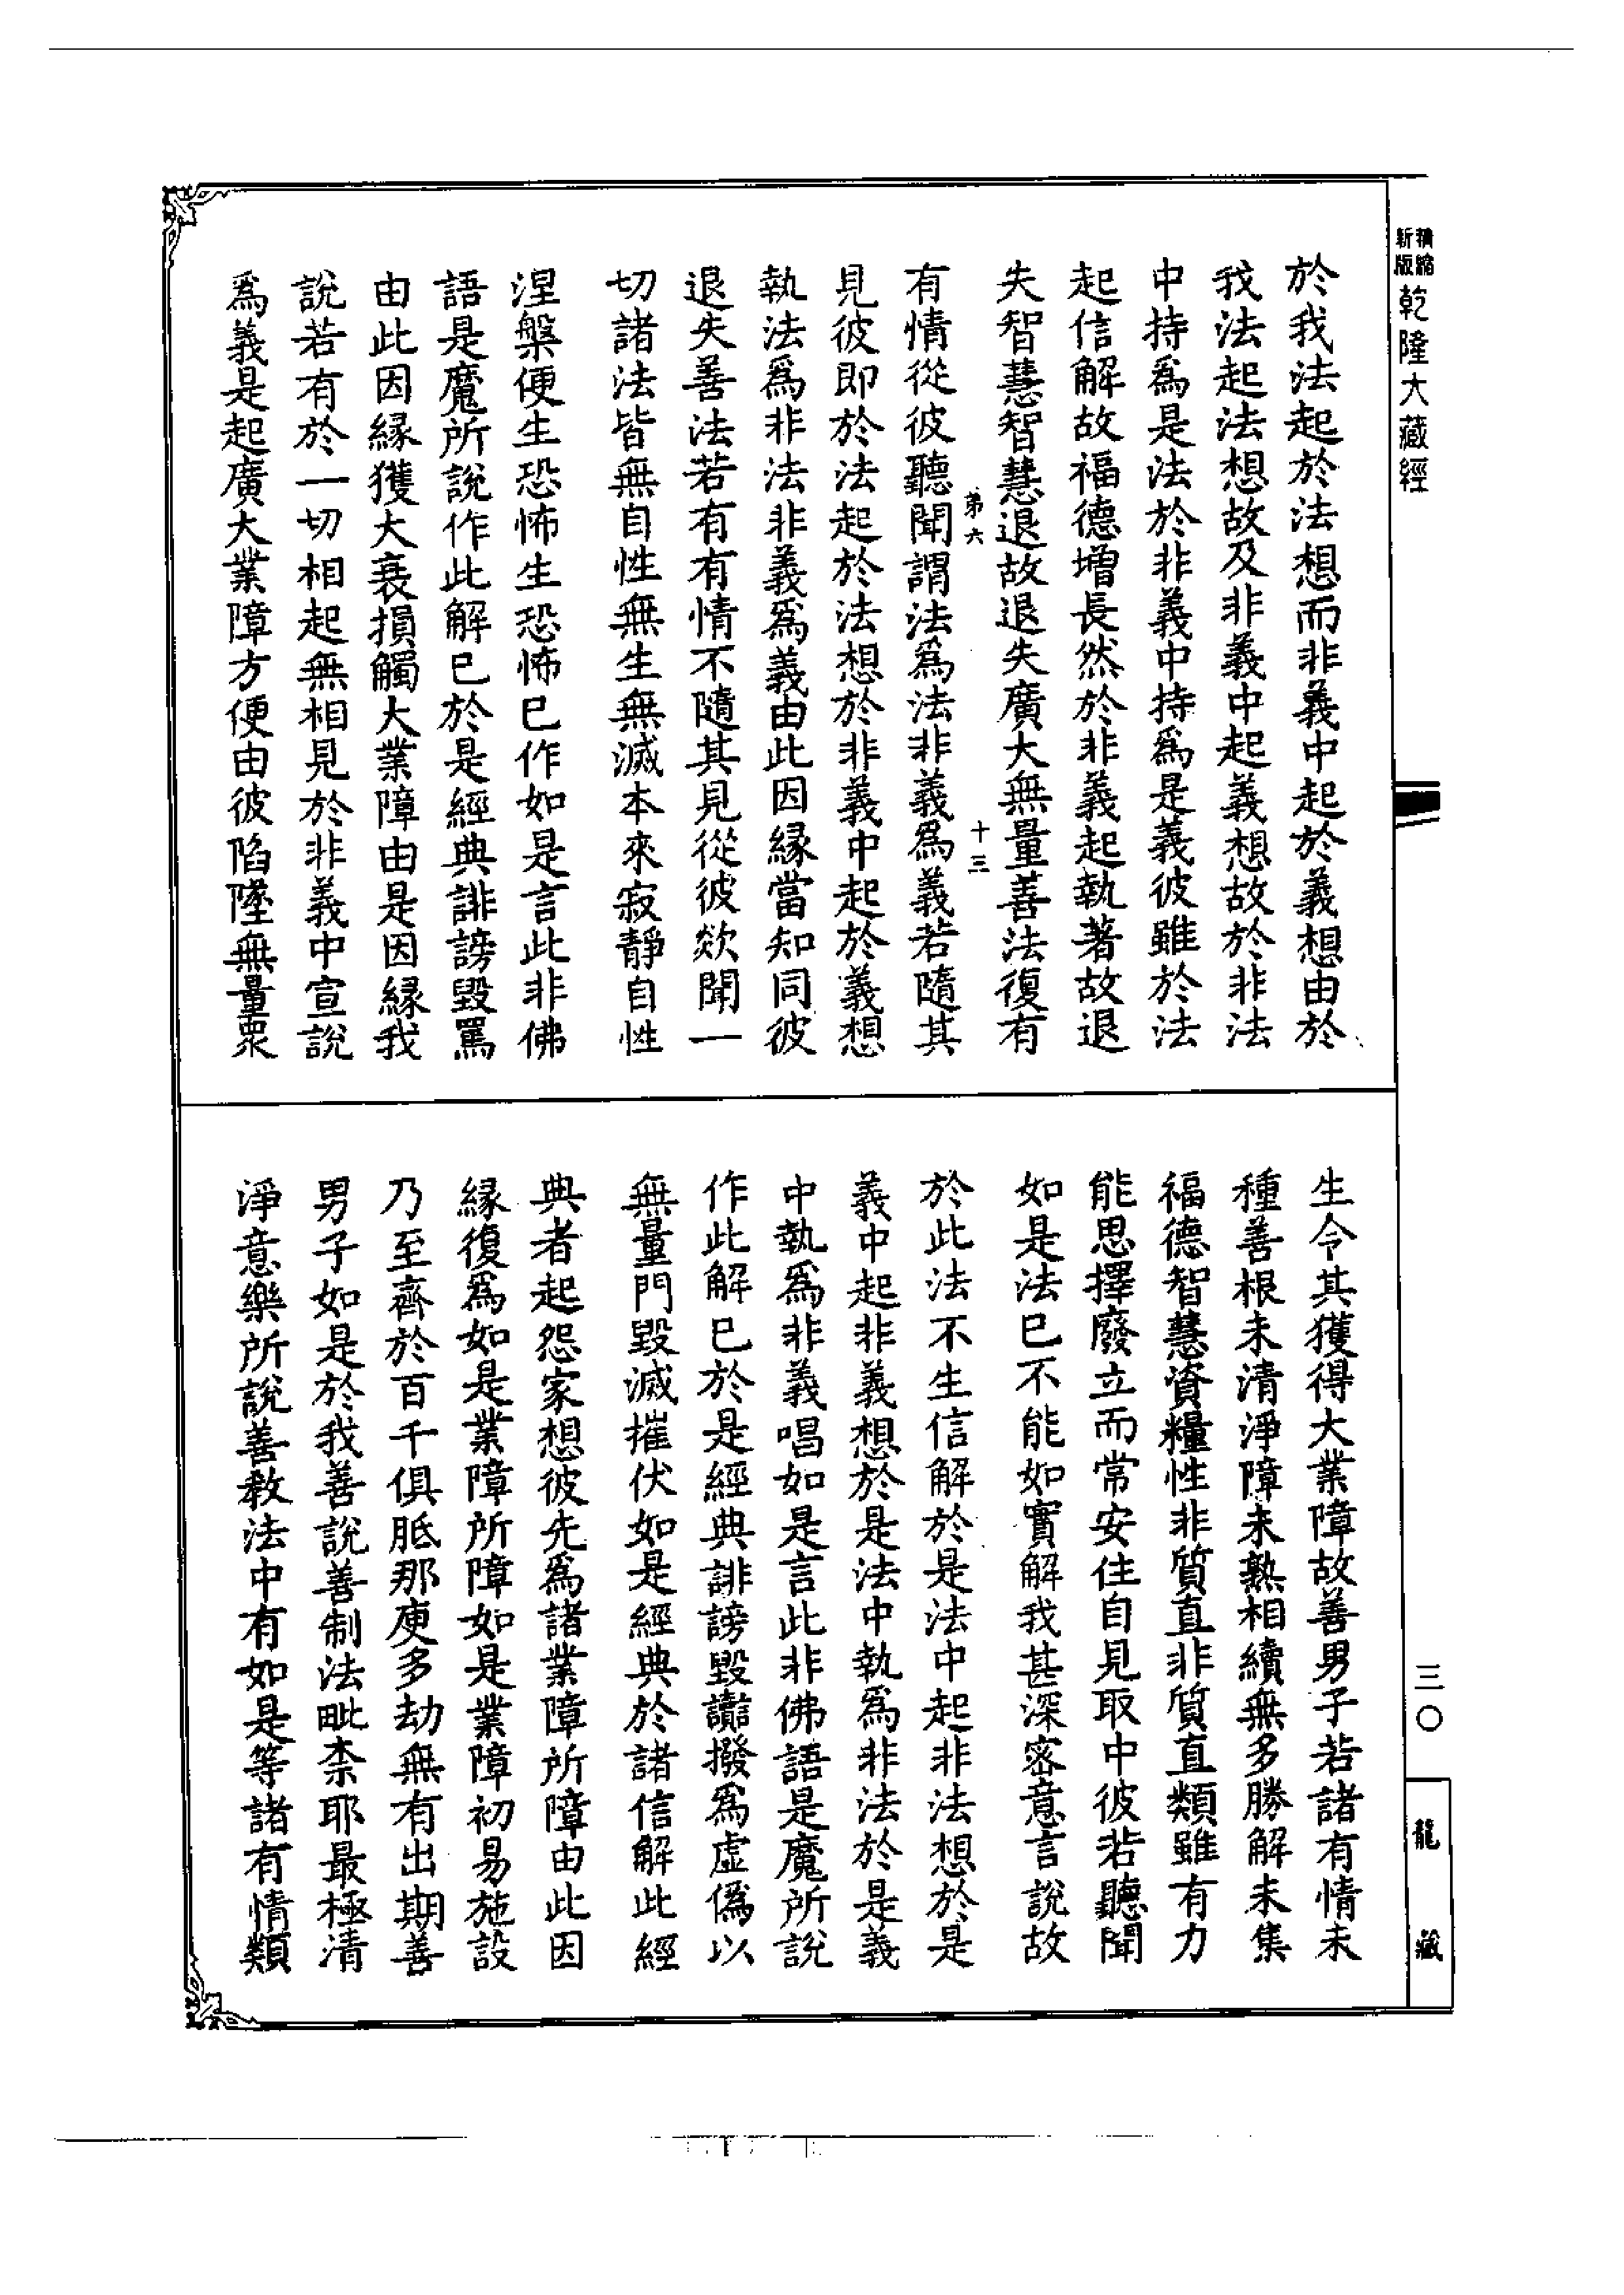 新版精縮乾隆大藏經
於我法起於法想而非義中起於義想由於
我法起法想故及非義中起義想故於非法
中持為是法於非義中持為是義彼雖於法
起信解故福德增長然於非義起執著故退
失智慧智慧退故退失廣大無量善法復有
第六 十三
有情從彼聽聞謂法為法非義為義若隨其
見彼即於法起於法想於非義中起於義想
執法為非法非義為義由此因緣當知同彼
退失善法若有有情不隨其見從彼欻聞一
切諸法皆無自性無生無滅本來寂靜自性
涅槃便生恐怖生恐怖已作如是言此非佛
語是魔所說作此解已於是經典誹謗毀罵
由此因緣獲大衰損觸大業障由是因緣我
說若有於一切相起無相見於非義中宣說
為義是起廣大業障方便由彼陷墜無量眾
生令其獲得大業障故善男子若諸有情未
種善根未清淨障未熟相續無多勝解未集
福德智慧資糧性非質直非質直類雖有力
能思擇廢立而常安住自見取中彼若聽聞
如是法已不能如實解我甚深密意言說故
於此法不生信解於是法中起非法想於是
義中起非義想於是法中執為非法於是義
中執為非義唱如是言此非佛語是魔所說
作此解已於是經典誹謗毀讟撥為虛偽以
無量門毀滅摧伏如是經典於諸信解此經
典者起怨家想彼先為諸業障所障由此因
緣復為如是業障所障如是業障初易施設
乃至齊於百千俱胝那庾多劫無有出期善
男子如是於我善說善制法毗柰耶最極清
淨意樂所說善教法中有如是等諸有情類
三〇
龍藏